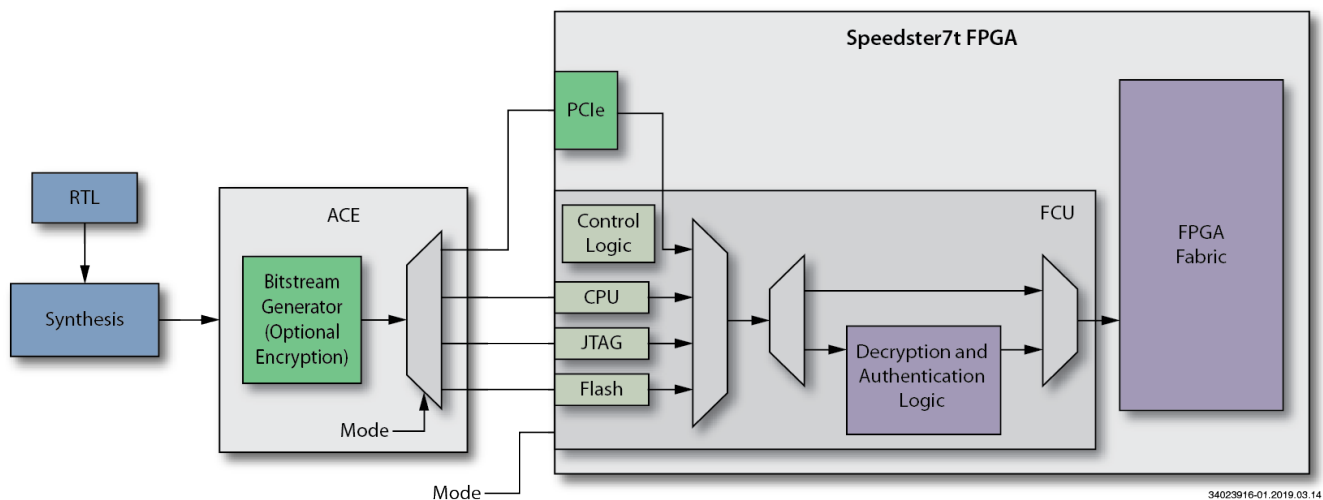 Speedster7t FPGA
PCIe
RTL
ACE
Control
Logic
FCU
FPGA
Fabric
Bitstream
Generator
(Optional
Encryption)
Synthesis
CPU
JTAG
Decryption and
Authentication
Logic
Flash
Mode
Mode
34023916-01.2019.03.14